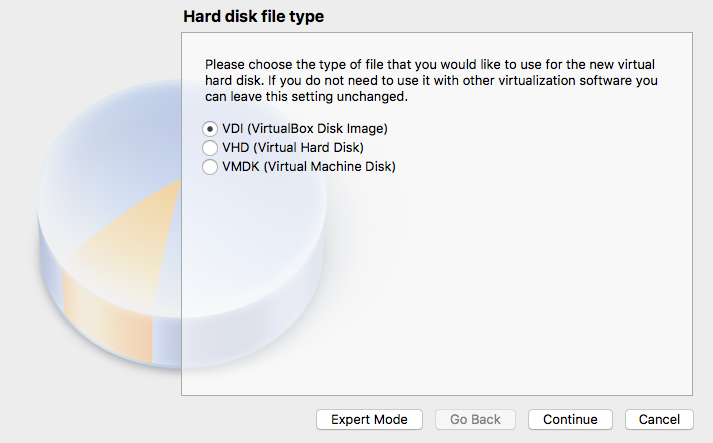 Hard disk file type
Please choose the type of file that you would like to use for the new virtual
hard disk. If you do not need to use it with other virtualization software you
can leave this setting unchanged.
VDI (VirtualBox Disk Image)
VHD (Virtual Hard Disk)
VMDK (Virtual Machine Disk)
Expert Mode
Go Back
Continue
Cancel